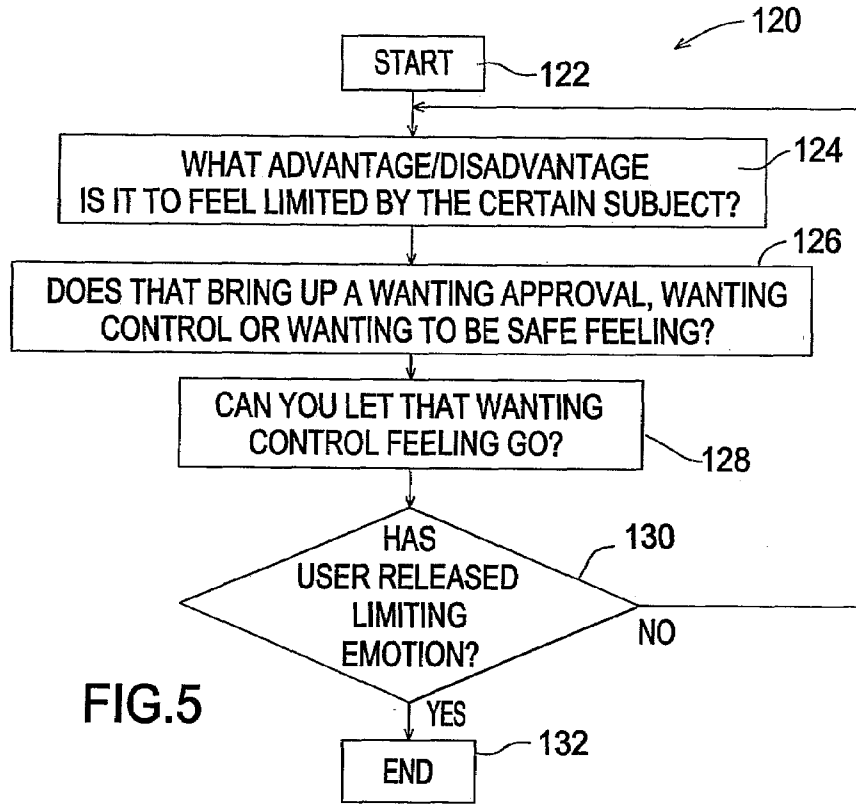 120
START
122
WHAT ADVANTAGE/DISADVANTAGE
IS IT TO FEEL LIMITED BY THE CERTAIN SUBJECT?
124
126
DOES THAT BRING UP A WANTING APPROVAL, WANTING
CONTROL OR WANTING TO BE SAFE FEELING?
CAN YOU LET THAT WANTING
CONTROL FEELING GO?
128
HAS
USER RELEASED
LIMITING
EMOTION?
130
NO
FIG.5
YES
END
132